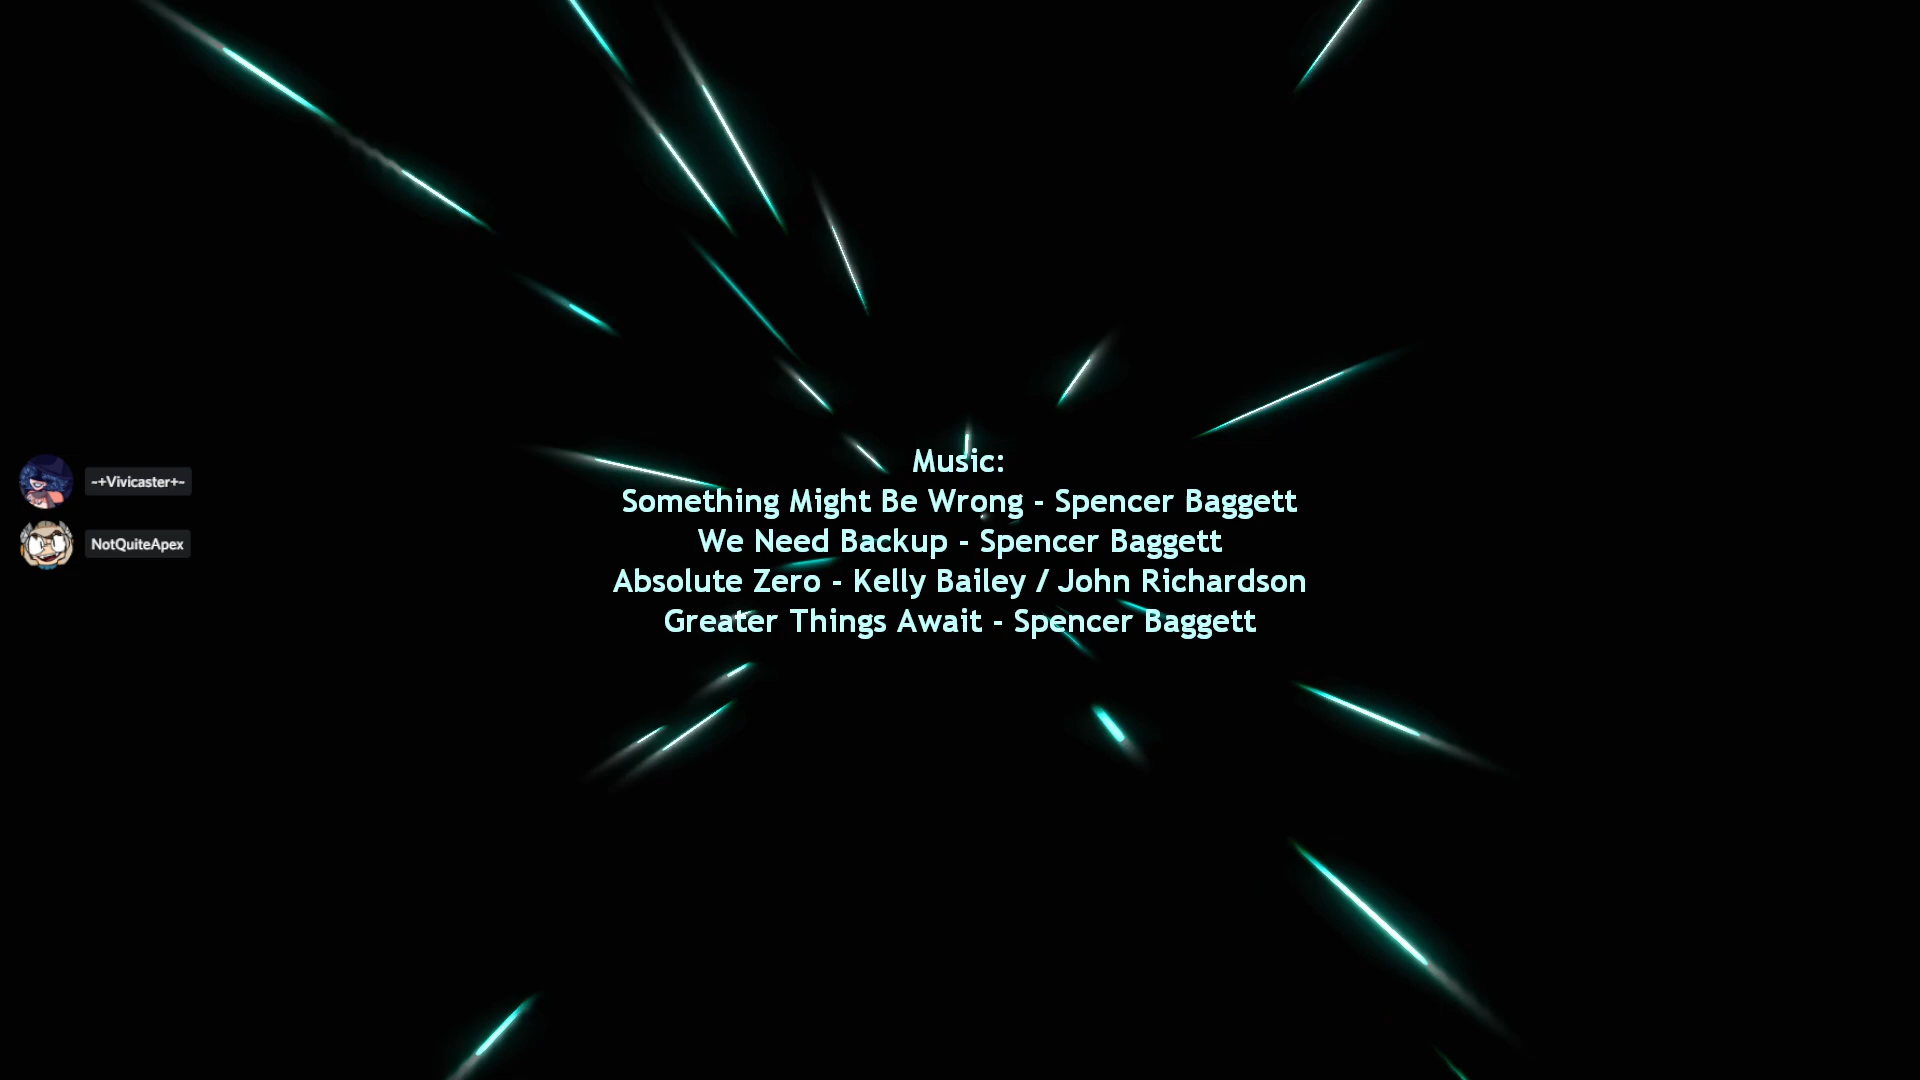 Music:
Something Might Be Wrong - Spencer Baggett
We Need Backup - Spencer Baggett
Absolute Zero - Kelly Bailey / John Richardson
Greater Things Await - Spencer Baggett
-+Vivicaster+-
NotQuiteApex